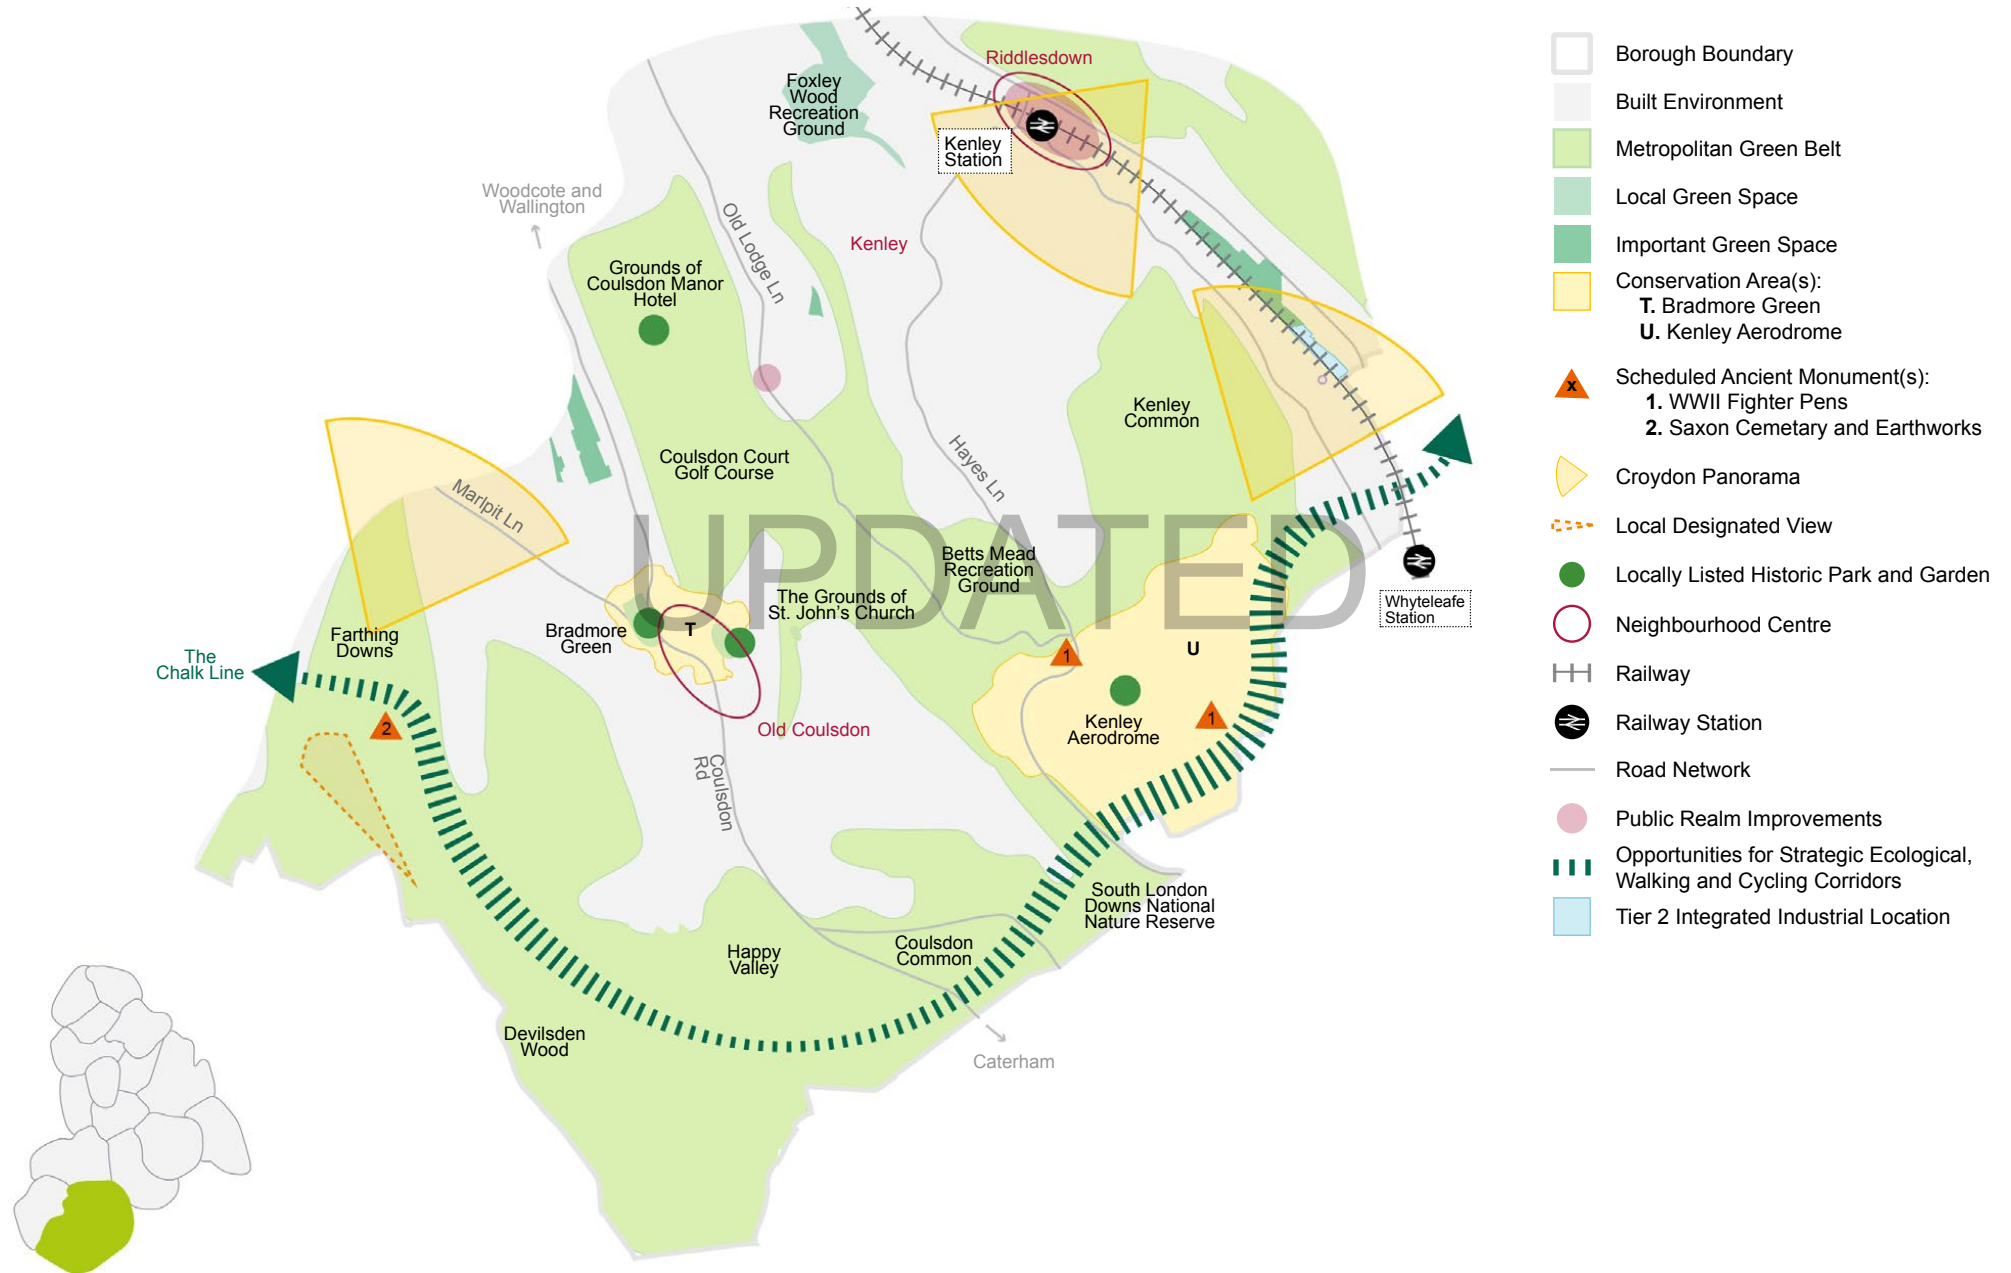 Riddlesdown
Foxley
Wood
Recreation
Ground
Kenley
Station
Woodcote and
Wallington
Old Lodge Ln
Kenley
Grounds of
Coulsdon Manor
Hotel
Kenley
Common
Coulsdon Court
Golf Course
Hayes Ln
Marlpit Ln
UPDATED
Betts Mead
Recreation
Ground
The Grounds of
St. John's Church
Whyteleafe
Station
Bradmore
Green
T
Farthing
Downs
U
1
The
Chalk Line
2
1
Kenley
Aerodrome
Old Coulsdon
Coulsdon
Rd
South London
Downs National
Nature Reserve
Coulsdon
Common
Happy
Valley
Devilsden
Wood
Caterham
Borough Boundary
Built Environment
Metropolitan Green Belt
Local Green Space
Important Green Space
Conservation Area(s):
T. Bradmore Green
U. Kenley Aerodrome
x
Scheduled Ancient Monument(s):
1. WWII Fighter Pens
2. Saxon Cemetary and Earthworks
Croydon Panorama
Local Designated View
Locally Listed Historic Park and Garden
Neighbourhood Centre
Railway
Railway Station
Road Network
Public Realm Improvements
Opportunities for Strategic Ecological,
Walking and Cycling Corridors
Tier 2 Integrated Industrial Location